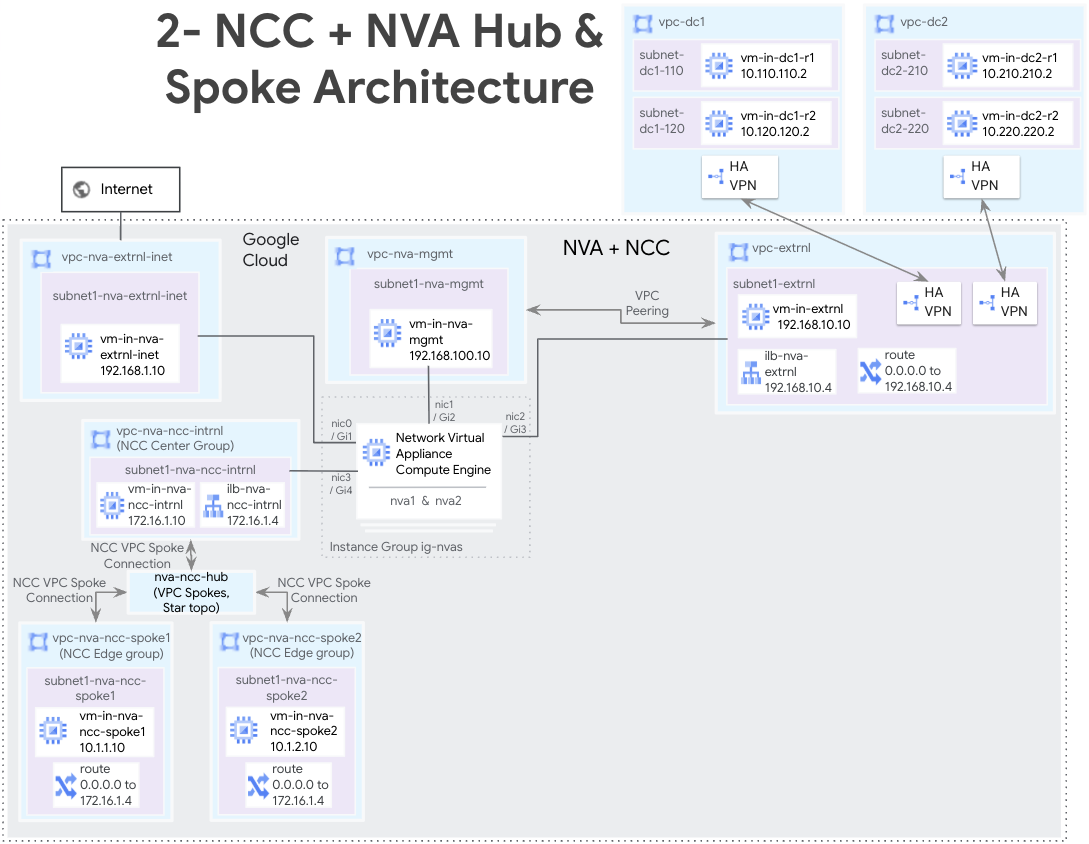 2- NCC + NVA Hub &
Spoke Architecture
vpc-dc1
subnet-
dc1-110
vm-in-dc1-r1
10.110.110.2
subnet-
dc1-120
vm-in-dc1-r2
10.120.120.2
HA
VPN
vpc-dc2
subnet-
dc2-210
vm-in-dc2-r1
10.210.210.2
subnet-
dc2-220
vm-in-dc2-r2
10.220.220.2
HA
VPN
Internet
Google
Cloud
NVA + NCC
vpc-nva-extrnl-inet
subnet1-nva-extrnl-inet
vm-in-nva-
extrnl-inet
192.168.1.10
vpc-nva-mgmt
subnet1-nva-mgmt
vm-in-nva-
mgmt
192.168.100.10
VPC
Peering
vpc-extrnl
subnet1-extrnl
vm-in-extrnl
192.168.10.10
HA
VPN
HA
VPN
ilb-nva-
extrnl
192.168.10.4
route
0.0.0.0 to
192.168.10.4
nic0
/ Gi1
nic1
/ Gi2
nic2
/ Gi3
nic3
/ Gi4
Network Virtual
Appliance
Compute Engine
nva1 & nva2
Instance Group ig-nvas
vpc-nva-ncc-intrnl
(NCC Center Group)
subnet1-nva-ncc-intrnl
vm-in-nva-
ncc-intrnl
172.16.1.10
ilb-nva-
ncc-intrnl
172.16.1.4
NCC VPC Spoke
Connection
nva-ncc-hub
(VPC Spokes,
Star topo)
NCC VPC Spoke
Connection
NCC VPC Spoke
Connection
vpc-nva-ncc-spoke1
(NCC Edge group)
subnet1-nva-ncc-
spoke1
vm-in-nva-
ncc-spoke1
10.1.1.10
route
0.0.0.0 to
172.16.1.4
vpc-nva-ncc-spoke2
(NCC Edge group)
subnet1-nva-ncc-
spoke2
vm-in-nva-
ncc-spoke2
10.1.2.10
route
0.0.0.0 to
172.16.1.4